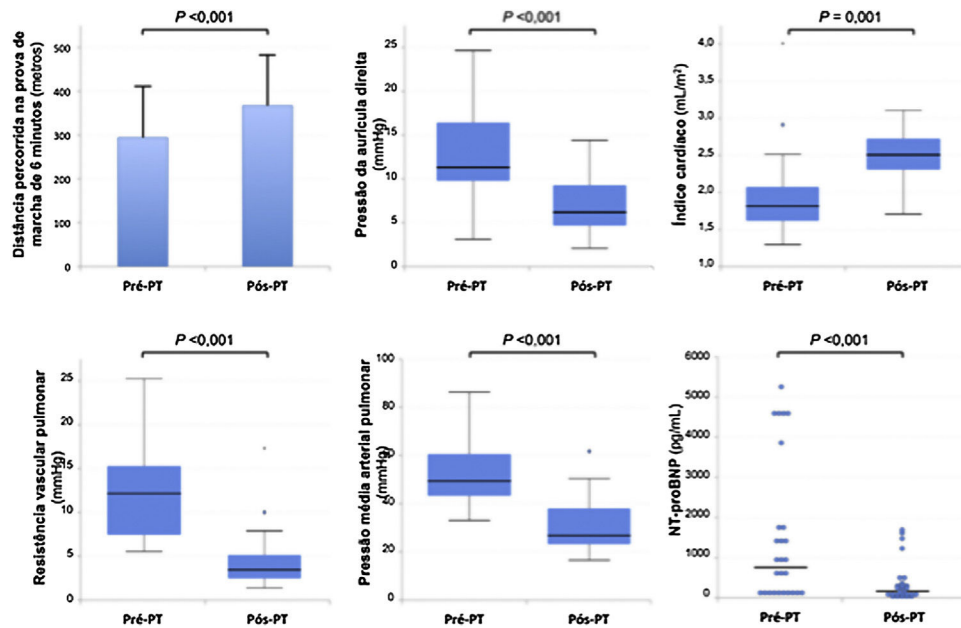 P <0,001
Distância percorrida na prova de
marcha de 6 minutos (metros)
500
400
300
200
100
0
Pré-PT
Pós-PT
P <0,001
Pressão da aurícula direita
(mmHg)
25
20
15
10
5
0
Pré-PT
Pós-PT
P = 0,001
Índice cardíaco (mL/m²)
4,0
3,5
3,0
2,5
2,0
1,5
1,0
Pré-PT
Pós-PT
P <0,001
Resistência vascular pulmonar
(mmHg)
25
20
15
10
5
0
Pré-PT
Pós-PT
P <0,001
Pressão média arterial pulmonar
(mmHg)
100
80
60
40
20
0
Pré-PT
Pós-PT
P <0,001
NT-proBNP (pg/mL)
6000
5000
4000
3000
2000
1000
0
Pré-PT
Pós-PT